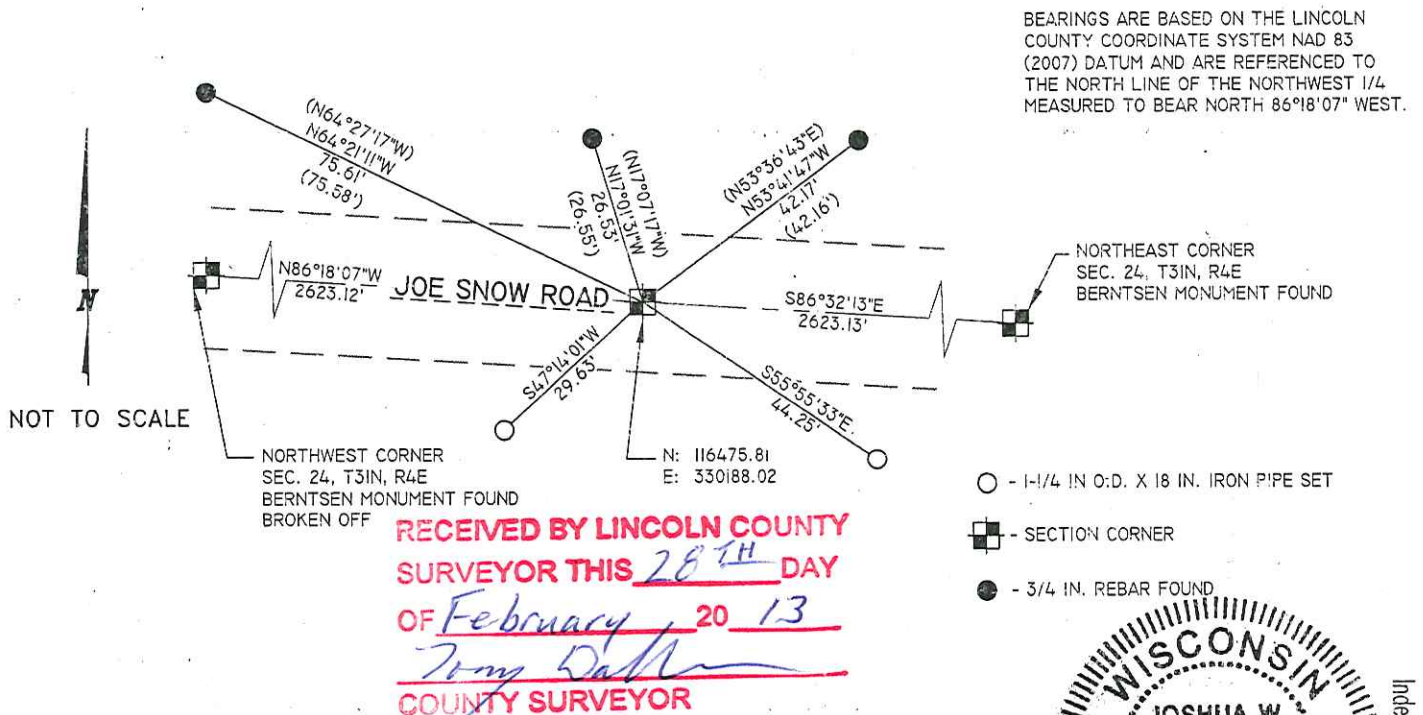 BEARINGS ARE BASED ON THE LINCOLN
COUNTY COORDINATE SYSTEM NAD 83
(2007) DATUM AND ARE REFERENCED TO
THE NORTH LINE OF THE NORTHWEST 1/4
MEASURED TO BEAR NORTH 86°18'07" WEST.
(N64°27'17"W)
N64°21'11"W
75.61'
(75.58')
(N17°07'17"W)
N17°01'31"W
26.53'
(26.55')
(N53°36'43"E)
N53°41'47"W
42.17'
(42.16')
N
NOT TO SCALE
N86°18'07"W
2623.12'
JOE SNOW ROAD
S86°32'13"E
2623.13'
NORTHEAST CORNER
SEC. 24, T31N, R4E
BERNTSEN MONUMENT FOUND
S47°14'01"W
29.63'
S55°55'33"E
44.25'
NORTHWEST CORNER
SEC. 24, T31N, R4E
BERNTSEN MONUMENT FOUND
BROKEN OFF
N: 116475.81
E: 330188.02
- 1-1/4 IN O.D. X 18 IN. IRON PIPE SET
- SECTION CORNER
- 3/4 IN. REBAR FOUND
RECEIVED BY LINCOLN COUNTY
SURVEYOR THIS 28TH DAY
OF February 20 13
Tony
COUNTY SURVEYOR
WISCONSIN
JOSHUA W.
Inde